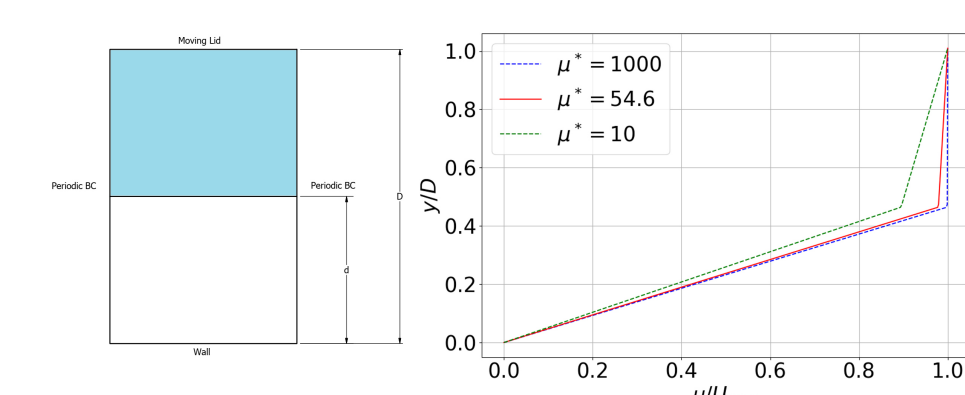 Moving Lid
Periodic BC
Periodic BC
D
d
Wall
1.0
0.8
0.6
0.4
0.2
0.0
y/D
μ* = 1000
μ* = 54.6
μ* = 10
0.0 0.2 0.4 0.6 0.8 1.0